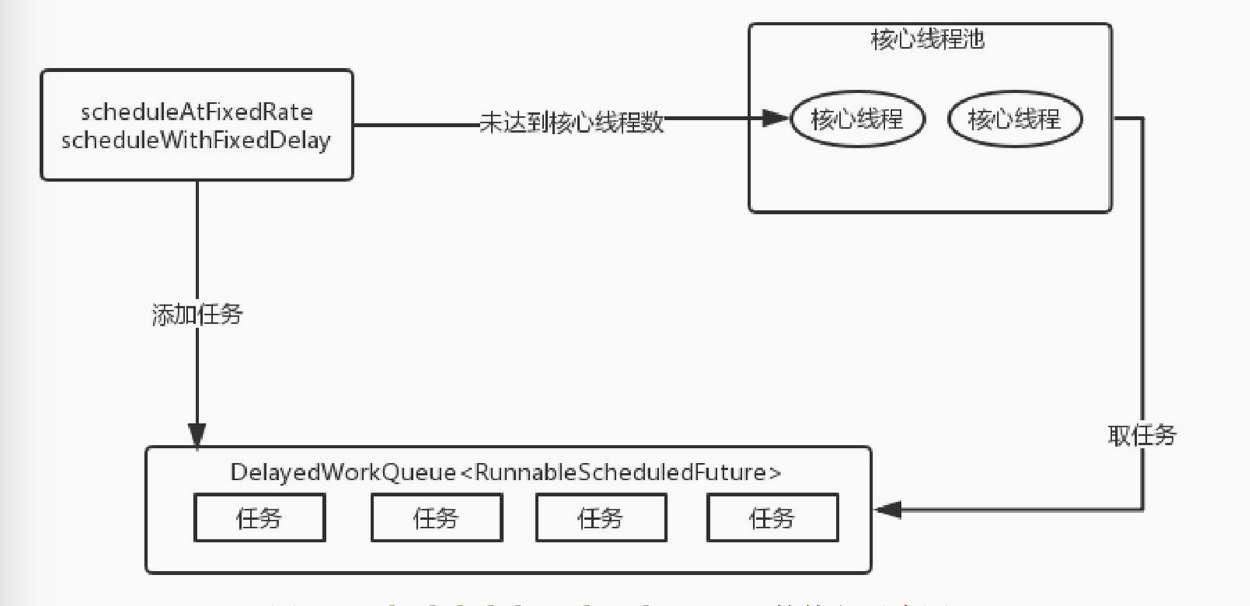 核心线程池
scheduleAtFixedRate
scheduleWithFixedDelay
未达到核心线程数
核心线程
核心线程
添加任务
取任务
DelayedWorkQueue<RunnableScheduledFuture>
任务
任务
任务
任务